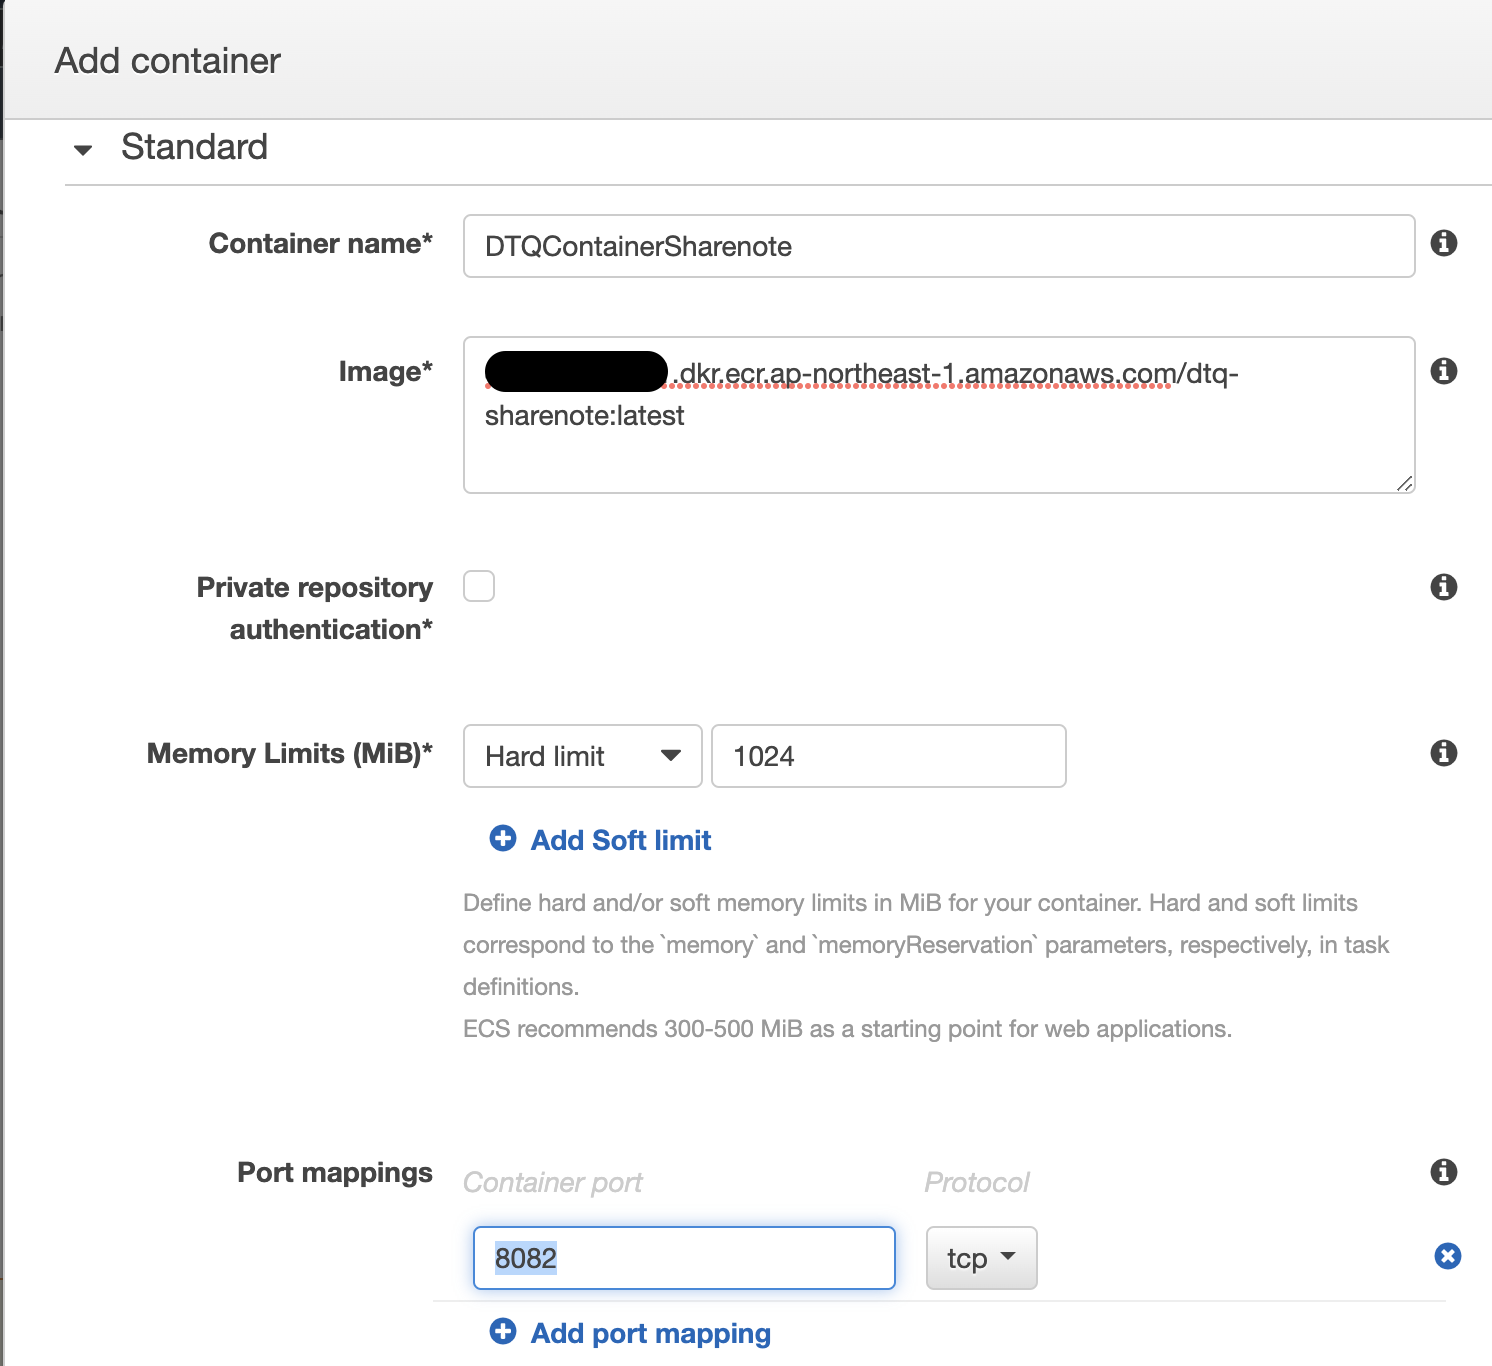 Add container
Standard
Container name*
DTQContainerSharenote
Image*
.dkr.ecr.ap-northeast-1.amazonaws.com/dtq-
sharenote:latest
Private repository
authentication*
Memory Limits (MiB)*
Hard limit
1024
Add Soft limit
Define hard and/or soft memory limits in MiB for your container. Hard and soft limits
correspond to the `memory` and `memoryReservation` parameters, respectively, in task
definitions.
ECS recommends 300-500 MiB as a starting point for web applications.
Port mappings
Container port
Protocol
8082
tcp
Add port mapping